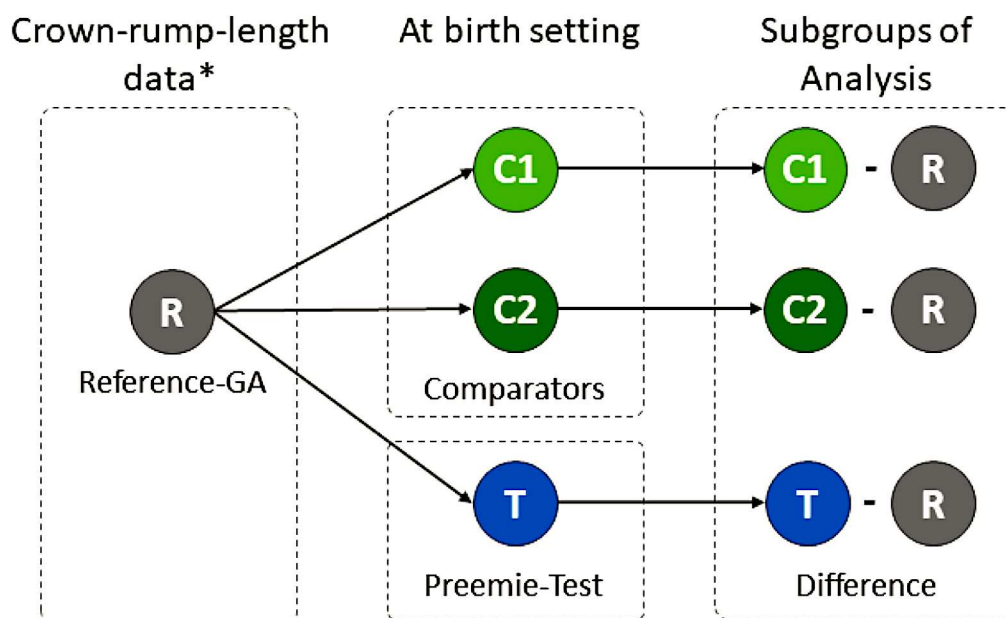 Crown-rump-length
data*
At birth setting
Subgroups of
Analysis
C1
C1 - R
R
Reference-GA
C2
C2 - R
Comparators
T
T - R
Preemie-Test
Difference